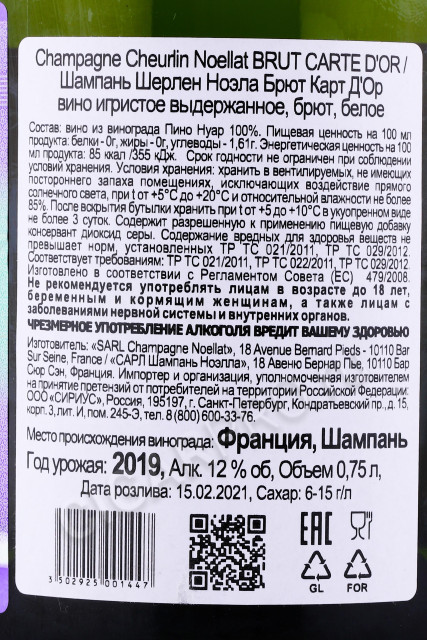 Champagne Cheurlin Noellat BRUT CARTE D'OR /
Шампань Шерлен Ноэла Брют Карт Д'Ор
вино игристое выдержанное, брют, белое
Состав: вино из винограда Пино Нуар 100%. Пищевая ценность на 100 мл
продукта: белки - 0г, жиры - 0г, углеводы - 1,61г. Энергетическая ценность на 100
мл продукта: 85 ккал /355 кДж. Срок годности не ограничен при соблюдении
условий хранения. Условия хранения: хранить в вентилируемых, не имеющих
постороннего запаха помещениях, исключающих воздействие прямого
солнечного света, при t от +5°C до +20°C и относительной влажности не более
85%. После вскрытия бутылки хранить при t от +5 до +10°C в укупоренном виде
не более 3 суток. Содержит разрешенную к применению пищевую добавку
консервант диоксид серы. Содержание вредных для здоровья веществ не
превышает норм, установленных ТР ТС 021/2011, ТР ТС 029/2012.
Соответствует требованиям: ТР ТС 021/2011, ТР ТС 022/2011, ТР ТС 029/2012.
Изготовлено в соответствии с Регламентом Совета (ЕС) 479/2008.
Не рекомендуется употреблять лицам в возрасте до 18 лет,
беременным и кормящим женщинам, а также лицам с
заболеваниями нервной системы и внутренних органов.
ЧРЕЗМЕРНОЕ УПОТРЕБЛЕНИЕ АЛКОГОЛЯ ВРЕДИТ ВАШЕМУ ЗДОРОВЬЮ
Изготовитель: «SARL Champagne Noellat», 18 Avenue Bernard Pieds - 10110 Bar
Sur Seine, France / «САРЛ Шампань Ноэлла», 18 Авеню Бернар Пье, 10110 Бар
Сюр Сэн, Франция. Импортер и организация, уполномоченная изготовителем
на принятие претензий от потребителей на территории Российской Федерации:
ООО «СИРИУС», Россия, 195197, г. Санкт-Петербург, Кондратьевский пр., д. 15,
корп. 3, лит. И, пом. 245-Э, тел. 8 (800) 600-33-76.
Место происхождения винограда: Франция, Шампань
Год урожая: 2019, Алк. 12 % об, Объем 0,75 л,
Дата розлива: 15.02.2021, Сахар: 6-15 г/л
EAC
3 502925 001447
GL FOR